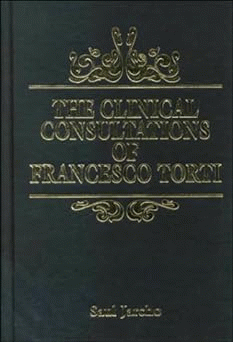 THE CLINICAL
CONSULTATIONS
OF
FRANCESCO TORTI
Saul Jarcho